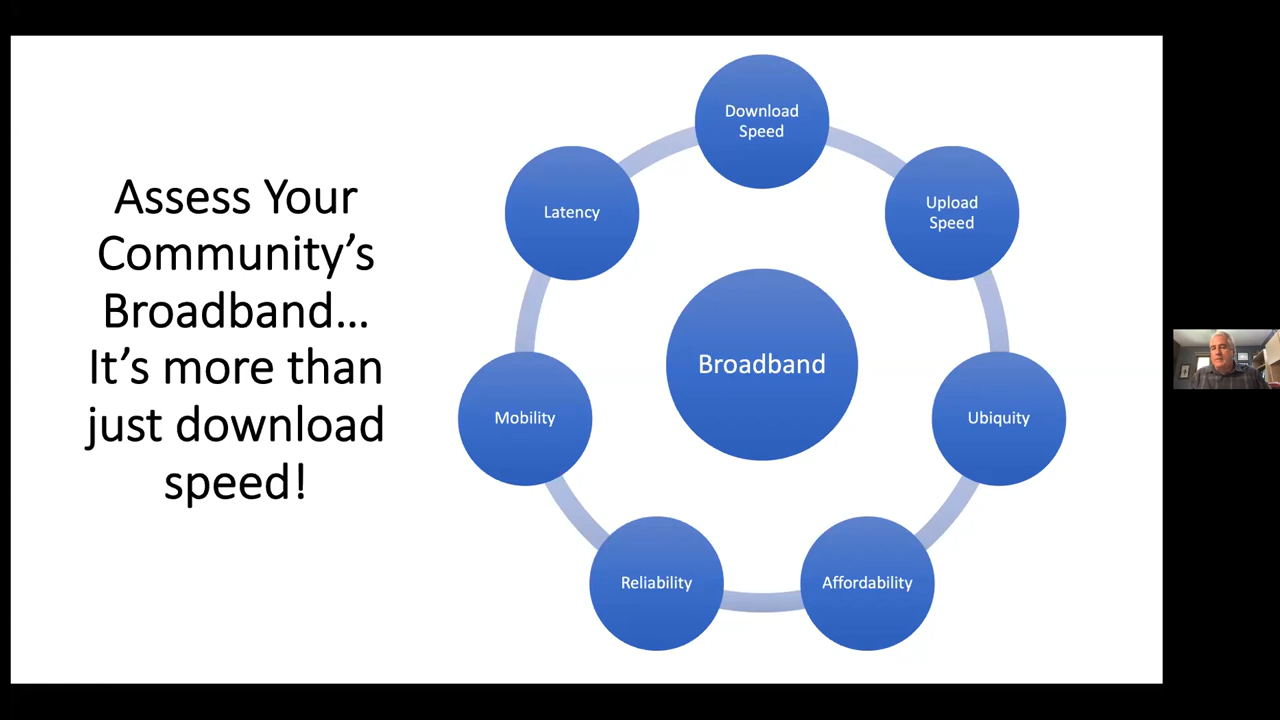 Assess Your
Community’s
Broadband...
It’s more than
just download
speed!
Download
Speed
Upload
Speed
Ubiquity
Affordability
Reliability
Mobility
Latency
Broadband